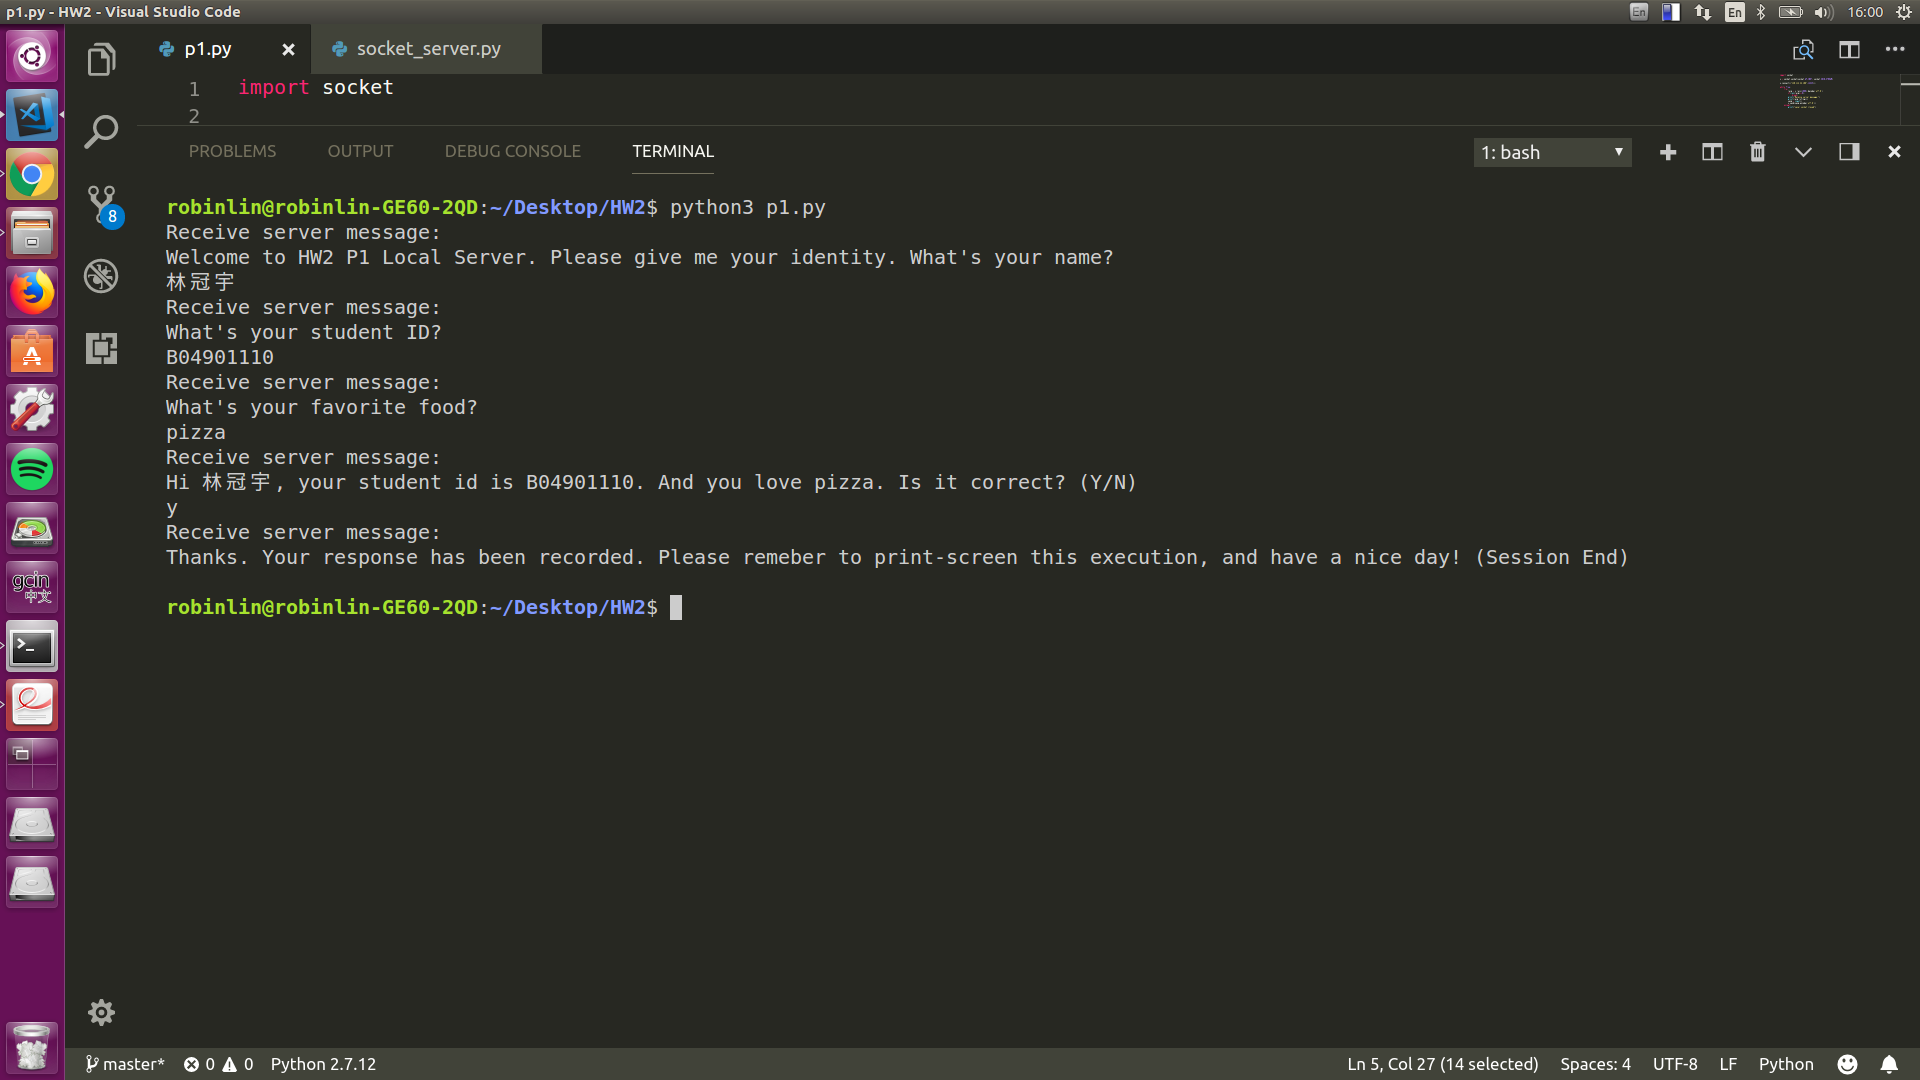 p1.py - HW2 - Visual Studio Code
En
En
16:00
p1.py
socket_server.py
1 import socket
2
PROBLEMS OUTPUT DEBUG CONSOLE TERMINAL
1: bash
8
robinlin@robinlin-GE60-2QD:~/Desktop/HW2$ python3 p1.py
Receive server message:
Welcome to HW2 P1 Local Server. Please give me your identity. What's your name?
林冠宇
Receive server message:
What's your student ID?
B04901110
Receive server message:
What's your favorite food?
pizza
Receive server message:
Hi 林冠宇, your student id is B04901110. And you love pizza. Is it correct? (Y/N)
y
Receive server message:
Thanks. Your response has been recorded. Please remeber to print-screen this execution, and have a nice day! (Session End)
robinlin@robinlin-GE60-2QD:~/Desktop/HW2$
gcin
中文
master* 0 0 Python 2.7.12
Ln 5, Col 27 (14 selected) Spaces: 4 UTF-8 LF Python